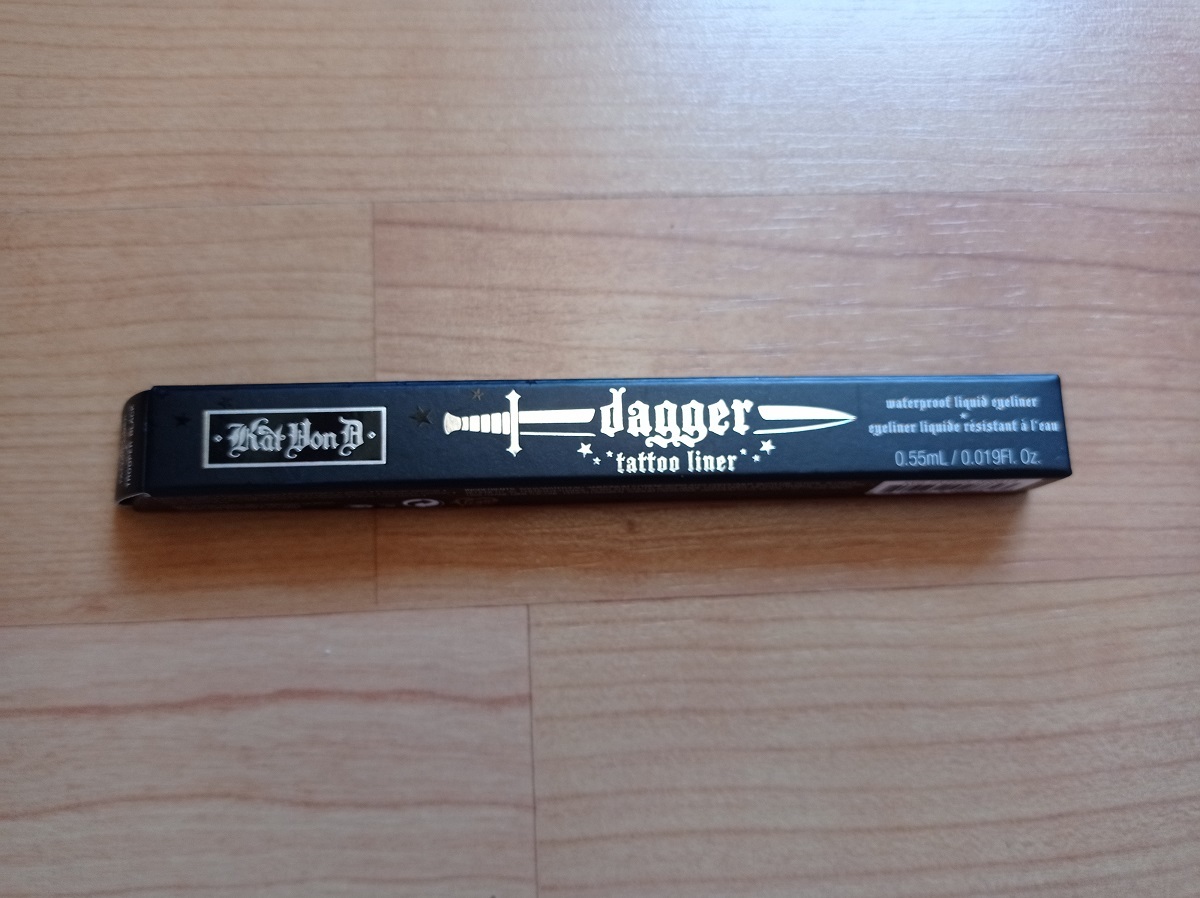 Kat Von D
dagger
tattoo liner
waterproof liquid eyeliner
eyeliner liquide résistant à l'eau
0.55mL / 0.019Fl. Oz.